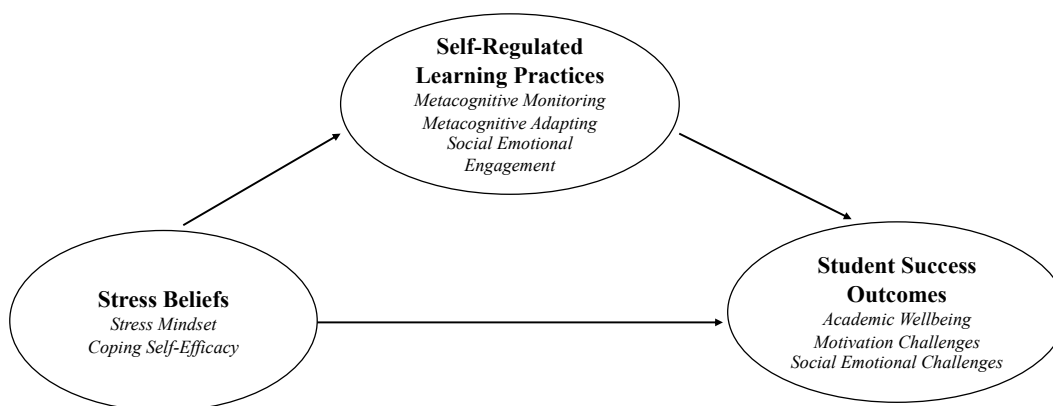 Self-Regulated
Learning Practices
Metacognitive Monitoring
Metacognitive Adapting
Social Emotional
Engagement
Stress Beliefs
Stress Mindset
Coping Self-Efficacy
Student Success
Outcomes
Academic Wellbeing
Motivation Challenges
Social Emotional Challenges